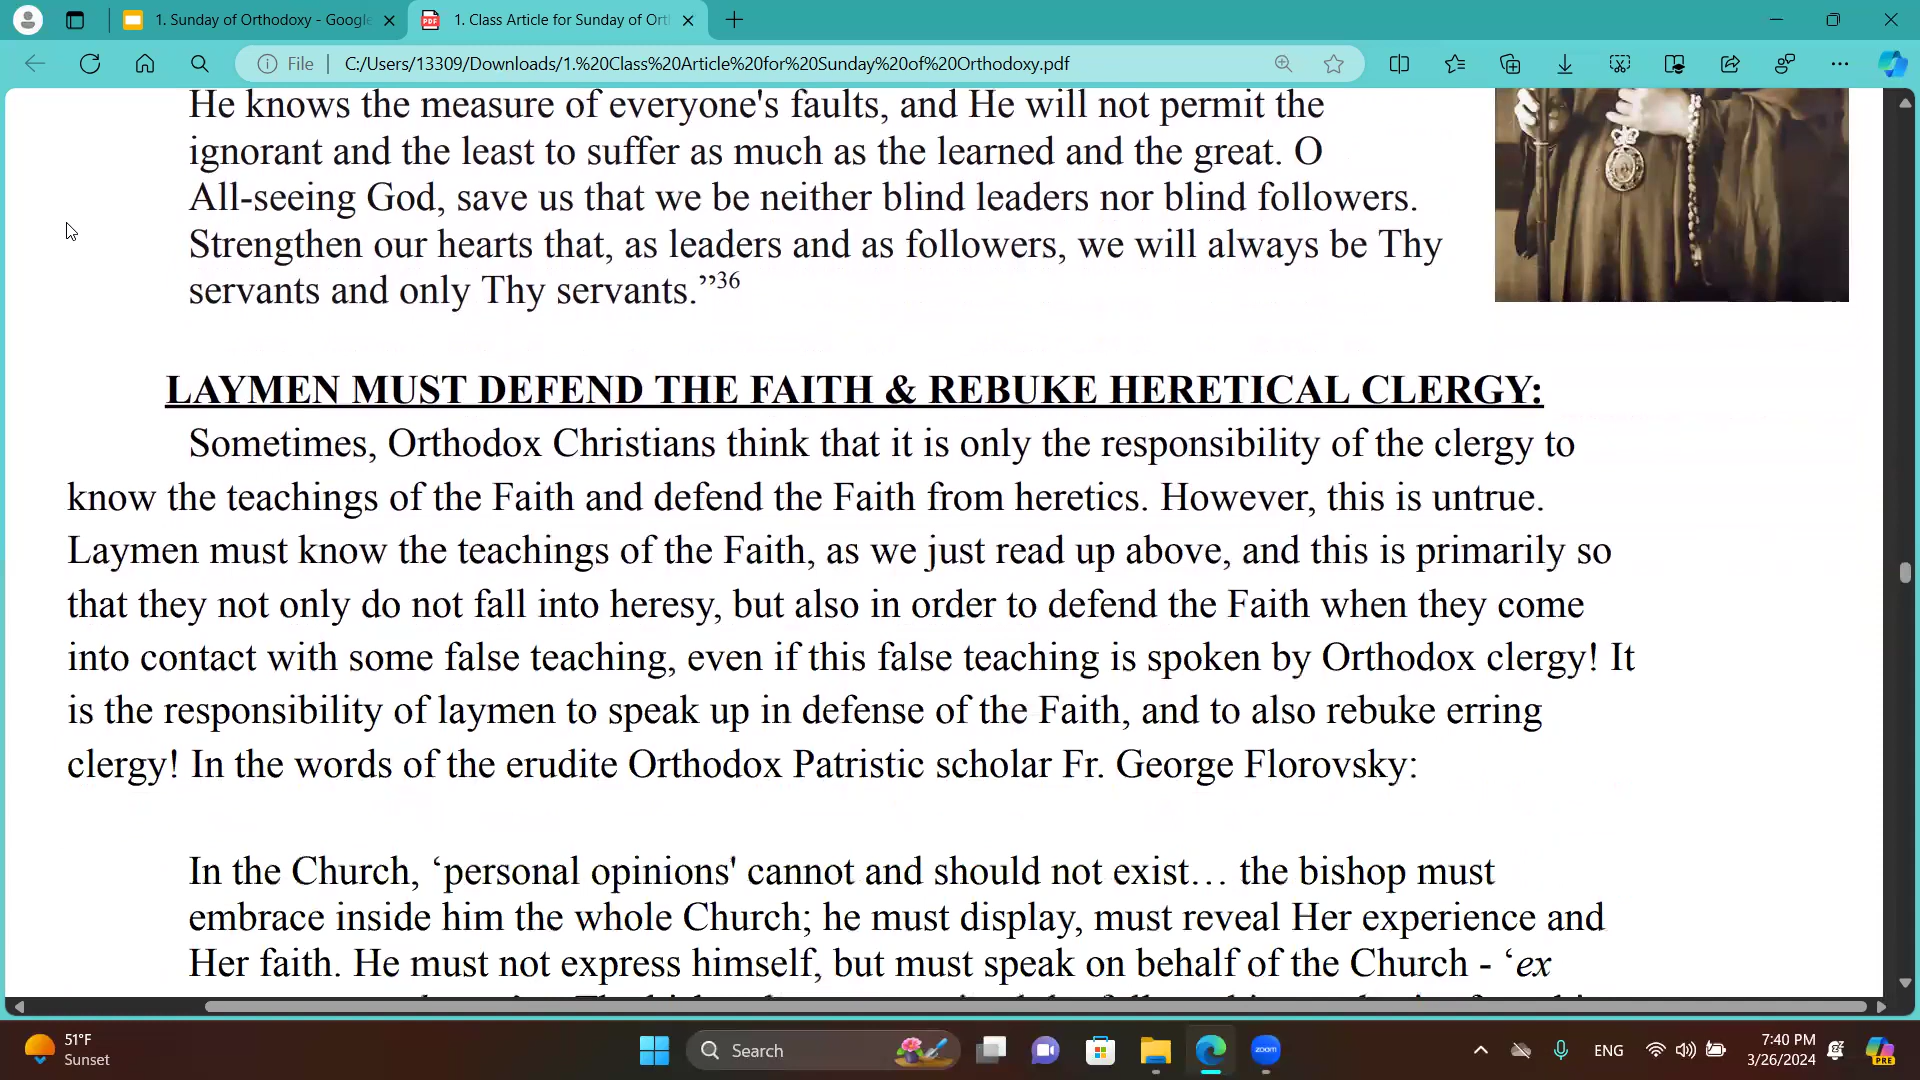 1. Sunday of Orthodoxy - Google
1. Class Article for Sunday of Ort
File
C:/Users/13309/Downloads/1.%20Class%20Article%20for%20Sunday%20of%20Orthodoxy.pdf
He knows the measure of everyone's faults, and He will not permit the
ignorant and the least to suffer as much as the learned and the great. O
All-seeing God, save us that we be neither blind leaders nor blind followers.
Strengthen our hearts that, as leaders and as followers, we will always be Thy
servants and only Thy servants.”36
LAYMEN MUST DEFEND THE FAITH & REBUKE HERETICAL CLERGY:
Sometimes, Orthodox Christians think that it is only the responsibility of the clergy to
know the teachings of the Faith and defend the Faith from heretics. However, this is untrue.
Laymen must know the teachings of the Faith, as we just read up above, and this is primarily so
that they not only do not fall into heresy, but also in order to defend the Faith when they come
into contact with some false teaching, even if this false teaching is spoken by Orthodox clergy! It
is the responsibility of laymen to speak up in defense of the Faith, and to also rebuke erring
clergy! In the words of the erudite Orthodox Patristic scholar Fr. George Florovsky:
In the Church, ‘personal opinions' cannot and should not exist… the bishop must
embrace inside him the whole Church; he must display, must reveal Her experience and
Her faith. He must not express himself, but must speak on behalf of the Church - ‘ex
51°F
Sunset
Search
zoom
ENG
7:40 PM
3/26/2024
PRE